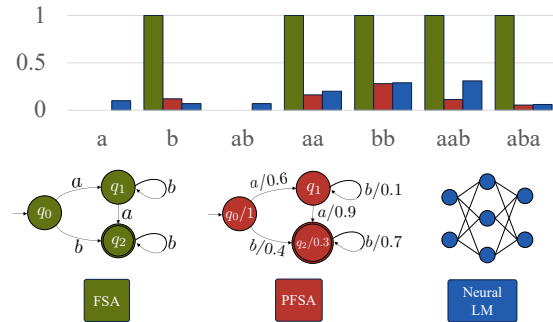 1
0.5
0
a b ab aa bb aab aba
q₀ a q₁ b
b a q₂ b
q₀/1 a/0.6 q₁ b/0.1
b/0.4 a/0.9 q₂/0.3 b/0.7
FSA
PFSA
Neural
LM